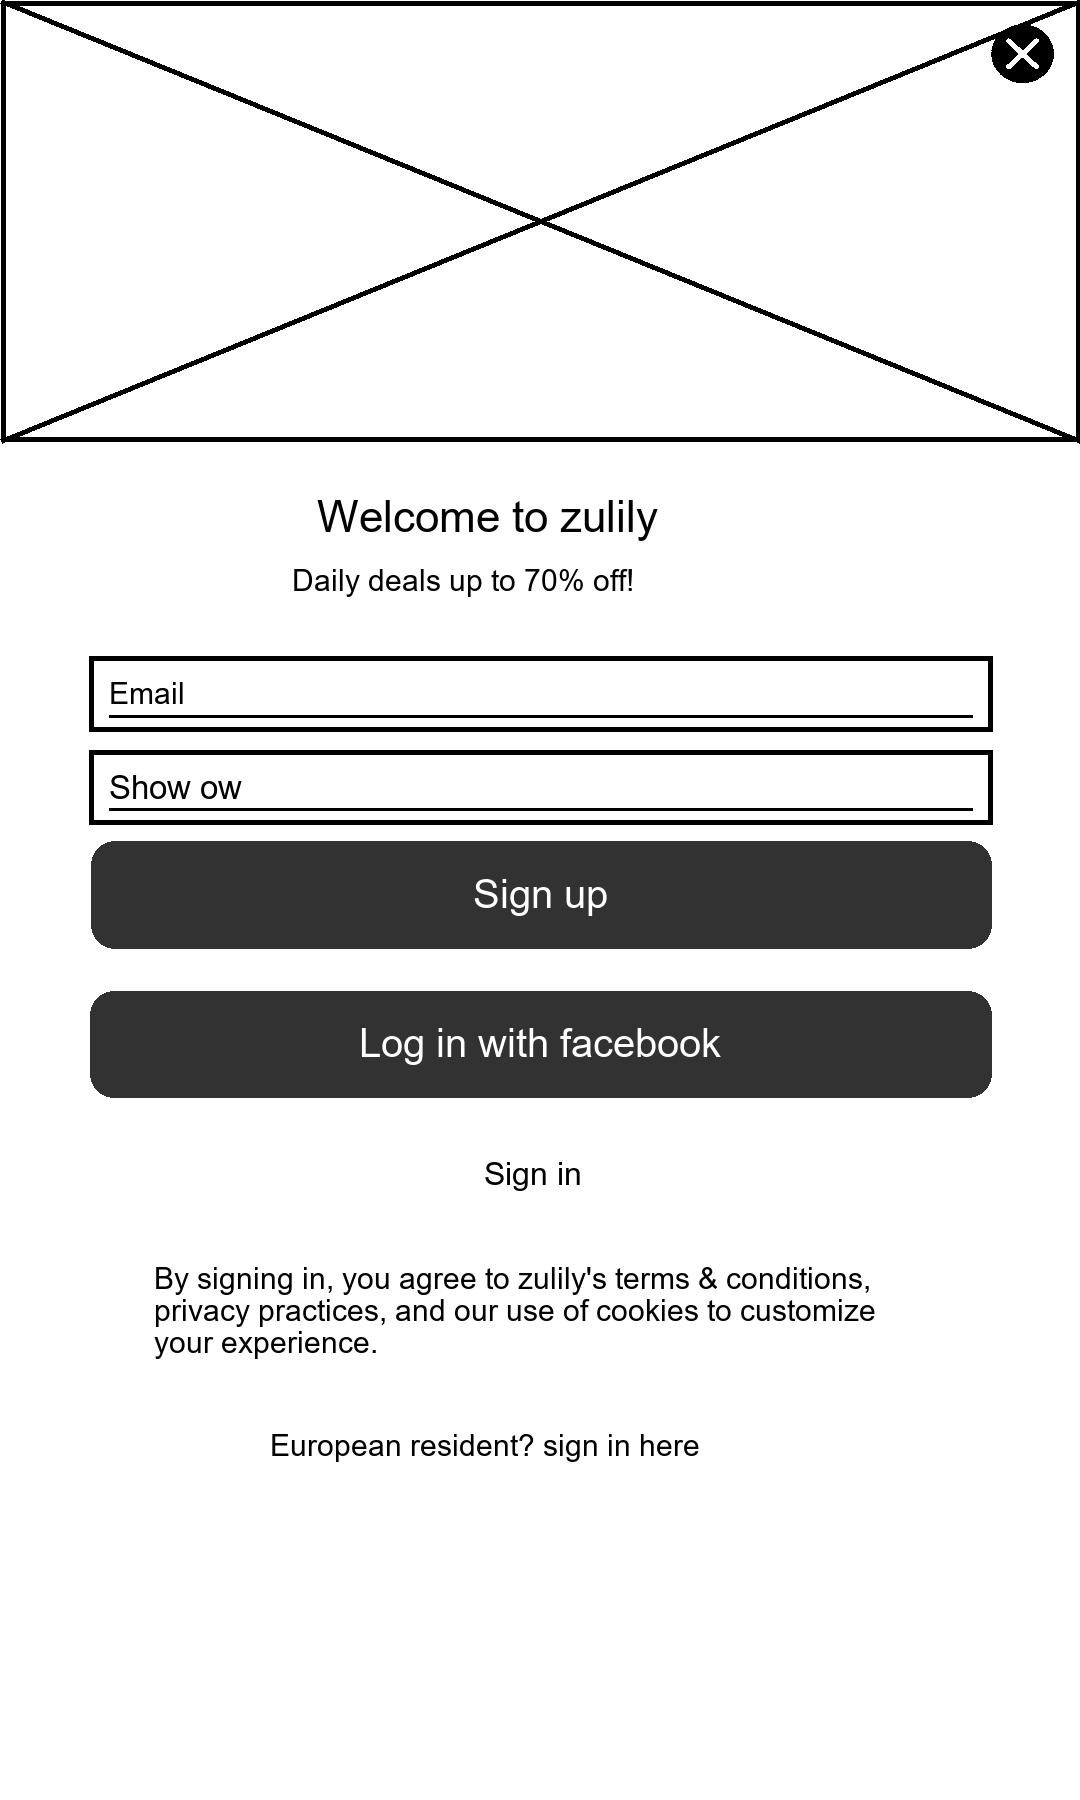 Welcome to zulily
Daily deals up to 70% off!
Email
Show ow
Sign up
Log in with facebook
Sign in
By signing in, you agree to zulily's terms & conditions,
privacy practices, and our use of cookies to customize
your experience.
European resident? sign in here